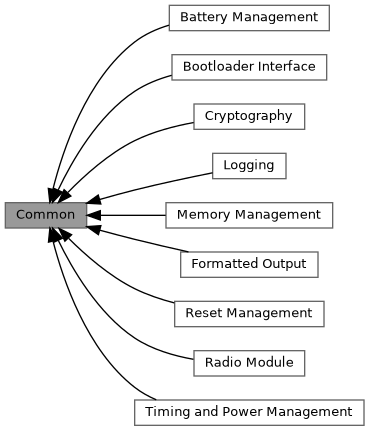 Battery Management
Bootloader Interface
Cryptography
Logging
Common
Memory Management
Formatted Output
Reset Management
Radio Module
Timing and Power Management